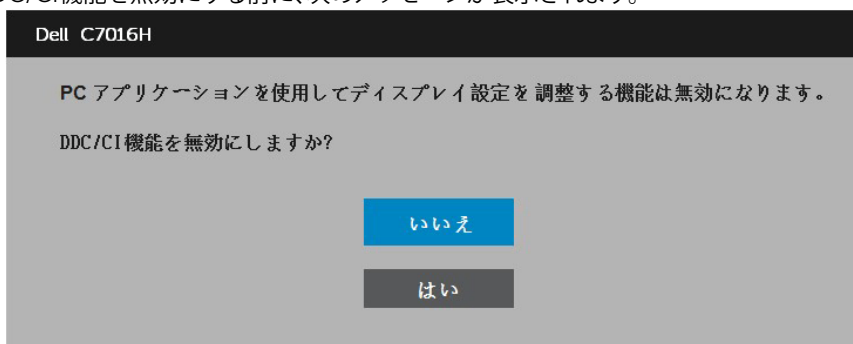 Dell C7016H
PC アプリケーションを使用してディスプレイ設定を調整する機能は無効になります。
DDC/CI機能を無効にしますか?
いいえ
はい